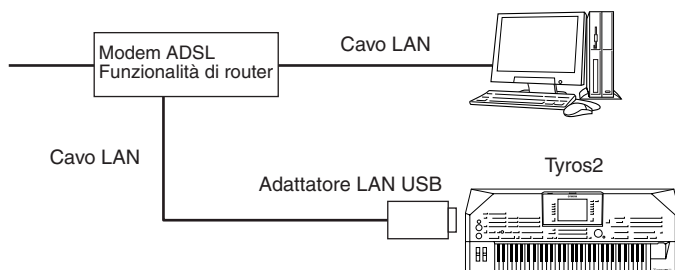 Modem ADSL
Funzionalità di router
Cavo LAN
Cavo LAN
Adattatore LAN USB
Tyros2